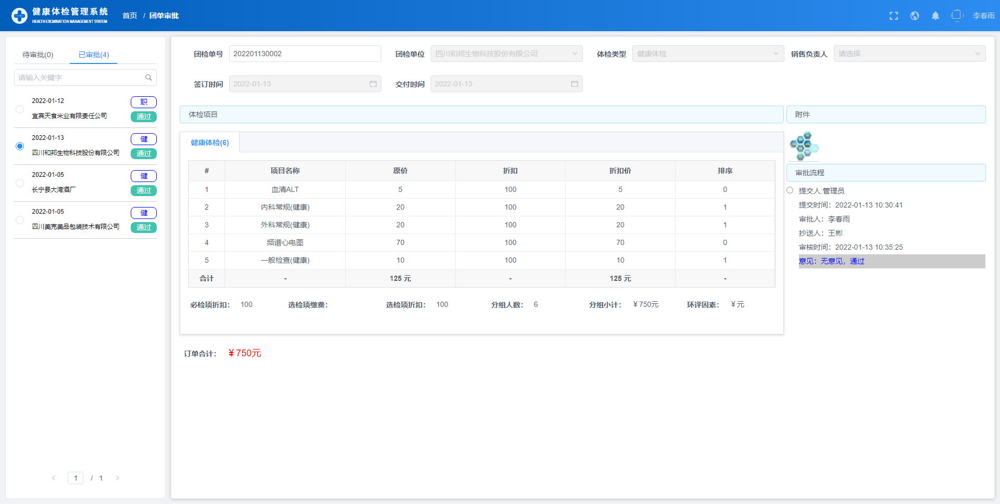 健康体检管理系统
HEALTH EXCMINATION MANAGEMENT SYATEM
首页 / 团单审批
李春雨
待审批(0) 已审批(4)
请输入关键字
2022-01-12 职
宜宾天食米业有限责任公司 通过
2022-01-13 健
四川和邦生物科技股份有限公司 通过
2022-01-05 健
长宁县大湾酒厂 通过
2022-01-05 健
四川美克美品包装技术有限公司 通过
1 / 1
团检单号 202201130002 团检单位 四川和邦生物科技股份有限公司 体检类型 健康体检 销售负责人 请选择
签订时间 2022-01-13 交付时间 2022-01-13
体检项目
健康体检(6)
# 项目名称 原价 折扣 折扣价 排序
1 血清ALT 5 100 5 0
2 内科常规(健康) 20 100 20 1
3 外科常规(健康) 20 100 20 1
4 频谱心电图 70 100 70 0
5 一般检查(健康) 10 100 10 1
合计 - 125 元 - 125 元 -
必检项折扣： 100 选检项缴费： 选检项折扣： 100 分组人数： 6 分组小计： ￥750元 环评因素： ￥元
订单合计： ￥750元
附件
审批流程
提交人:管理员
提交时间：2022-01-13 10:30:41
审批人：李春雨
抄送人：王彬
审核时间：2022-01-13 10:35:25
意见：无意见，通过